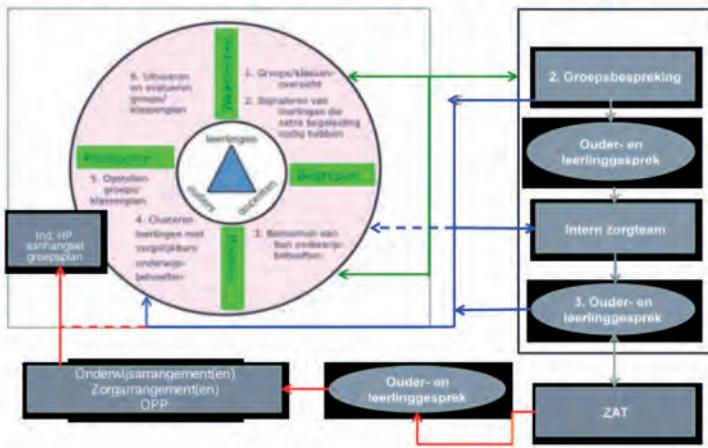 6. Uitvoeren
en evalueren
groeps/
klassenplan
1. Groeps/klassen-
overzicht
2. Signaleren van
leerlingen die
extra begeleiding
nodig hebben
leerlingen
ouders
docenten
5. Opstellen
groeps/
klassenplan
4. Clusteren
leerlingen met
vergelijkbare
onderwijs-
behoeften
3. Benoemen van
hun onderwijs-
behoeften
Ind. HP
aanhangsel
groepsplan
2. Groepsbespreking
Ouder- en
leerlinggesprek
Intern zorgteam
3. Ouder- en
leerlinggesprek
Onderwijsarrangement(en)
Zorgarrangement(en)
OPP
Ouder- en
leerlinggesprek
ZAT